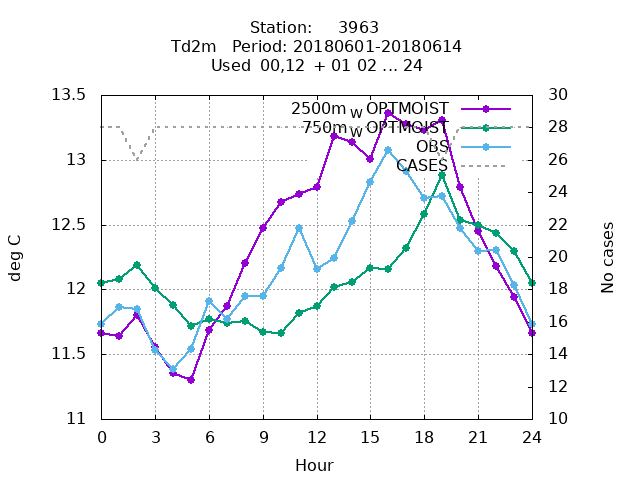 Station:     3963
Td2m   Period: 20180601-20180614
Used  00,12  + 01 02 ... 24
2500m_W OPTMOIST
750m_W OPTMOIST
OBS
CASES
13.5
13
12.5
12
11.5
11
deg C
30
28
26
24
22
20
18
16
14
12
10
No cases
0 3 6 9 12 15 18 21 24
Hour